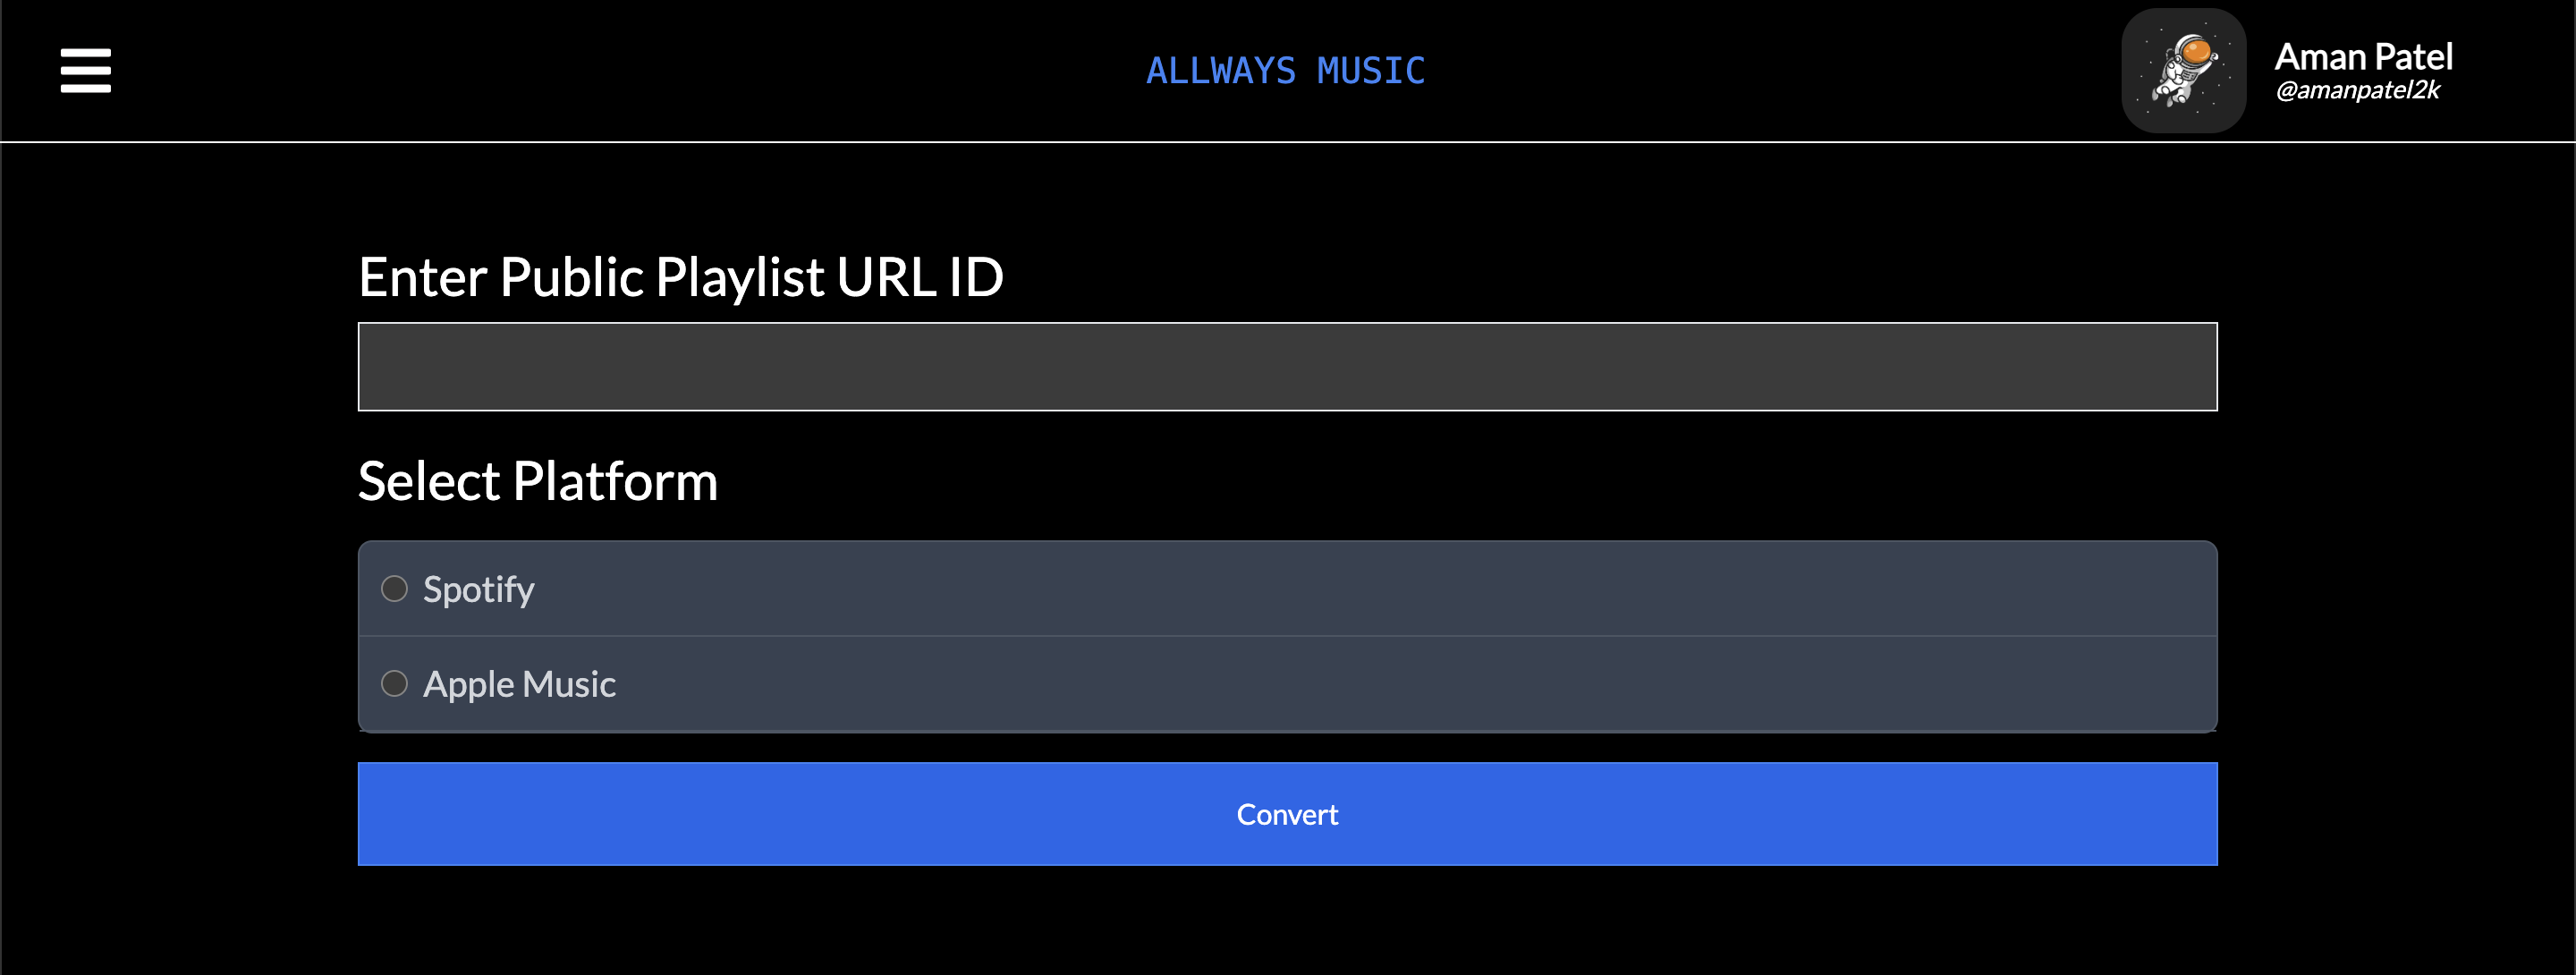 ALLWAYS MUSIC
Aman Patel
@amanpatel2k
Enter Public Playlist URL ID
Select Platform
Spotify
Apple Music
Convert